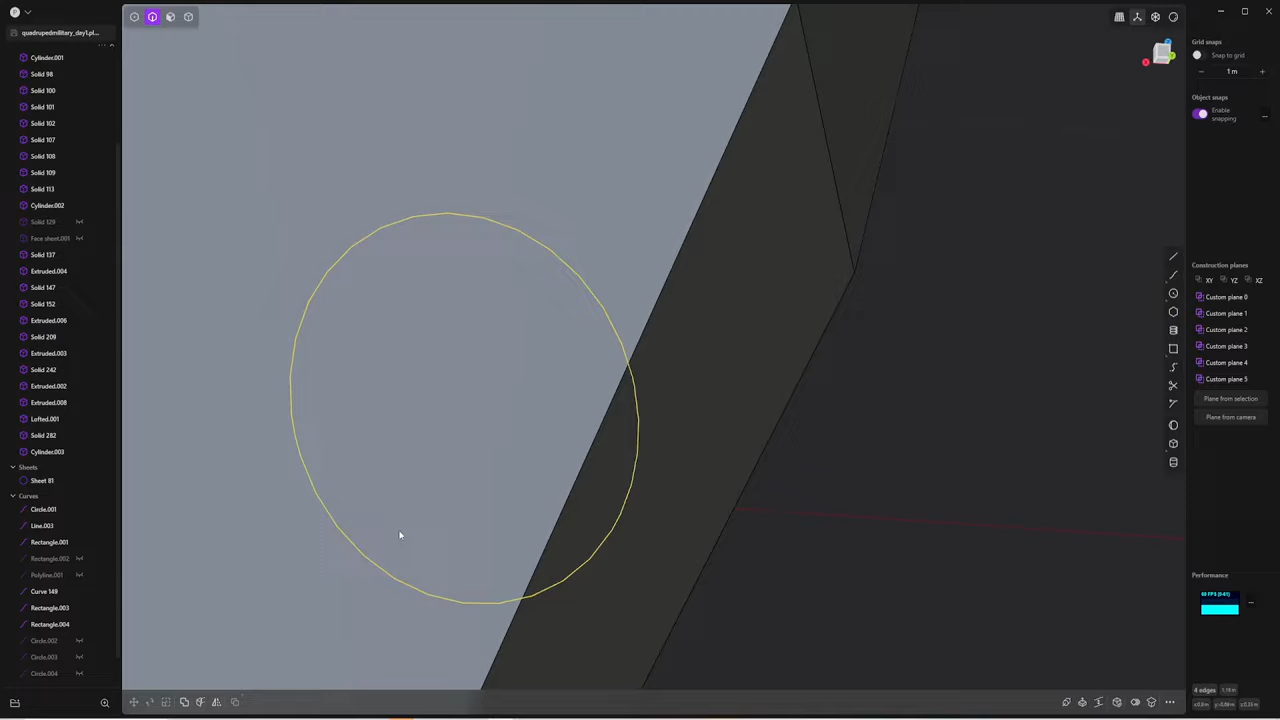 quadrupedmilitary_day1.pl...
Cylinder.001
Solid 98
Solid 100
Solid 101
Solid 102
Solid 107
Solid 108
Solid 109
Solid 113
Cylinder.002
Solid 129
Face sheet.001
Solid 137
Extruded.004
Solid 147
Solid 152
Extruded.006
Solid 209
Extruded.003
Solid 242
Extruded.002
Extruded.008
Lofted.001
Solid 282
Cylinder.003
Sheets
Sheet 81
Curves
Circle.001
Line.003
Rectangle.001
Rectangle.002
Polyline.001
Curve 149
Rectangle.003
Rectangle.004
Circle.002
Circle.003
Circle.004
Grid snaps
Snap to grid
1 m
Object snaps
Enable snapping
Construction planes
XY YZ XZ
Custom plane 0
Custom plane 1
Custom plane 2
Custom plane 3
Custom plane 4
Custom plane 5
Plane from selection
Plane from camera
Performance
4 edges